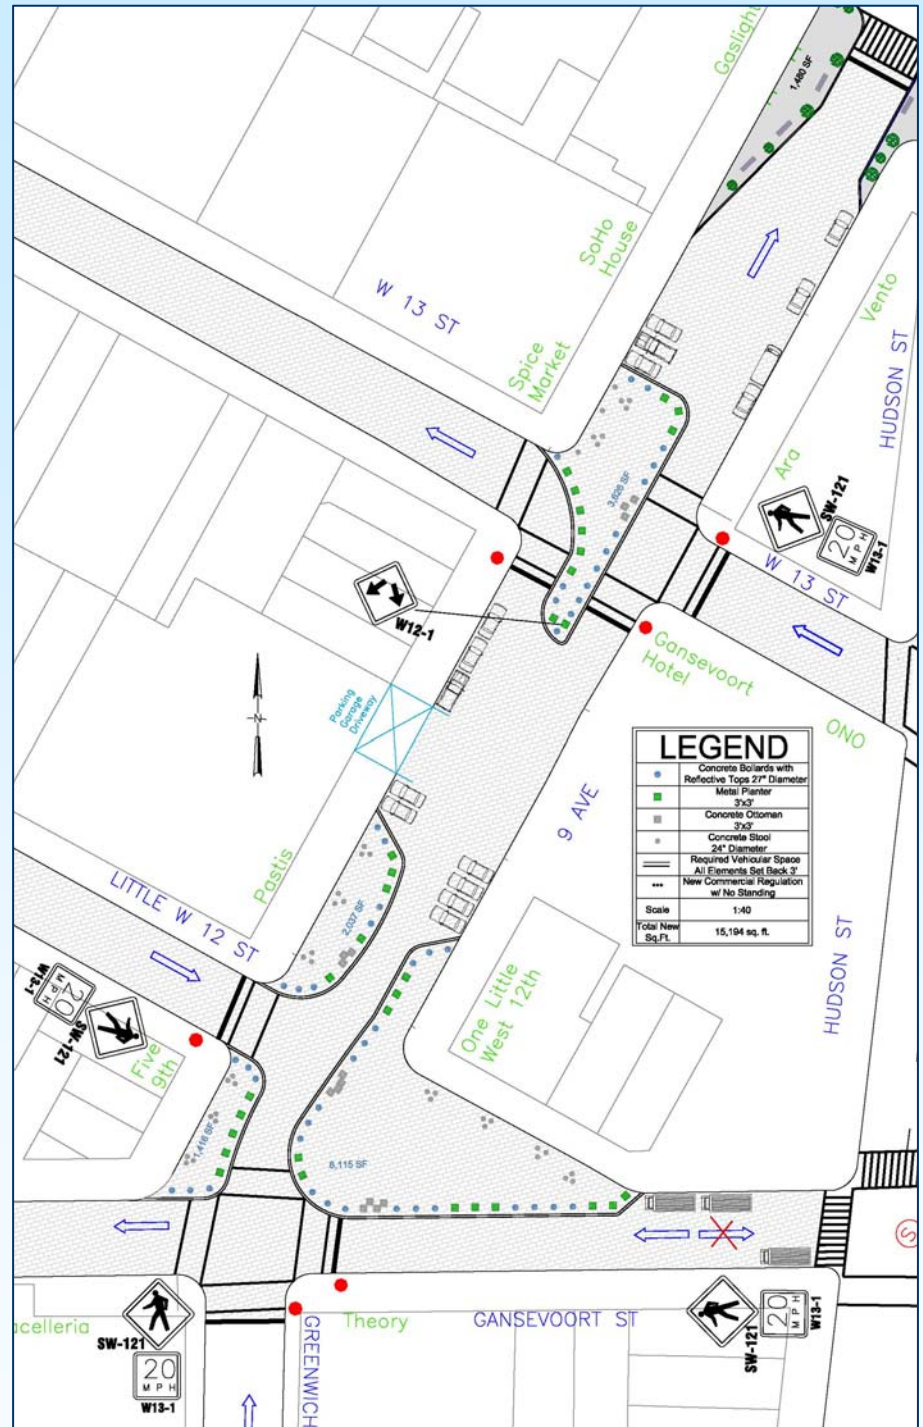 Gaslight
1,480 SF
SoHo
House
W 13 ST
Spice
Market
Vento
HUDSON ST
Ara
3,626 SF
SW-121
20
MPH
W13-1
W 13 ST
W12-1
Gansevoort
Hotel
ONO
Parking
Garage
Driveway
N
9 AVE
LEGEND
Concrete Bollards with
Reflective Tops 27" Diameter
Metal Planter
3'x3'
Concrete Ottoman
3'x3'
Concrete Stool
24" Diameter
Required Vehicular Space
All Elements Set Back 3'
New Commercial Regulation
w/ No Standing
Scale 1:40
Total New
Sq.Ft. 15,194 sq. ft.
Pastis
LITTLE W 12 ST
2,037 SF
HUDSON ST
One Little
West 12th
W13-1
20
MPH
SW-121
Five
9th
1,416 SF
8,115 SF
S
acelleria
Theory
GANSEVOORT ST
GREENWICH
SW-121
20
MPH
W13-1
SW-121
20
MPH
W13-1